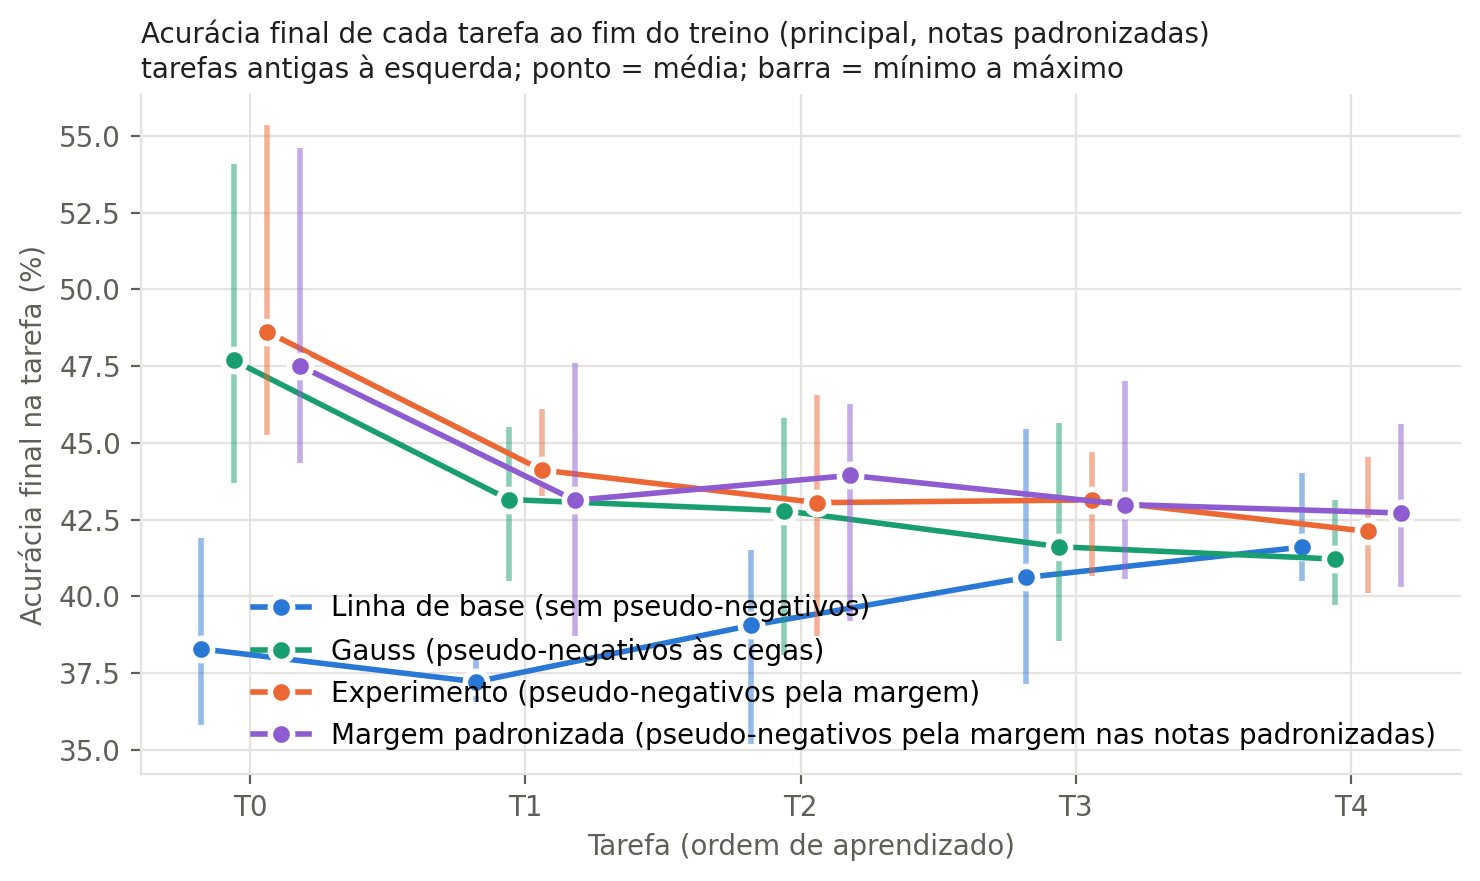 Acurácia final de cada tarefa ao fim do treino (principal, notas padronizadas)
tarefas antigas à esquerda; ponto = média; barra = mínimo a máximo
Acurácia final na tarefa (%)
55.0
52.5
50.0
47.5
45.0
42.5
40.0
37.5
35.0
Linha de base (sem pseudo-negativos)
Gauss (pseudo-negativos às cegas)
Experimento (pseudo-negativos pela margem)
Margem padronizada (pseudo-negativos pela margem nas notas padronizadas)
T0 T1 T2 T3 T4
Tarefa (ordem de aprendizado)